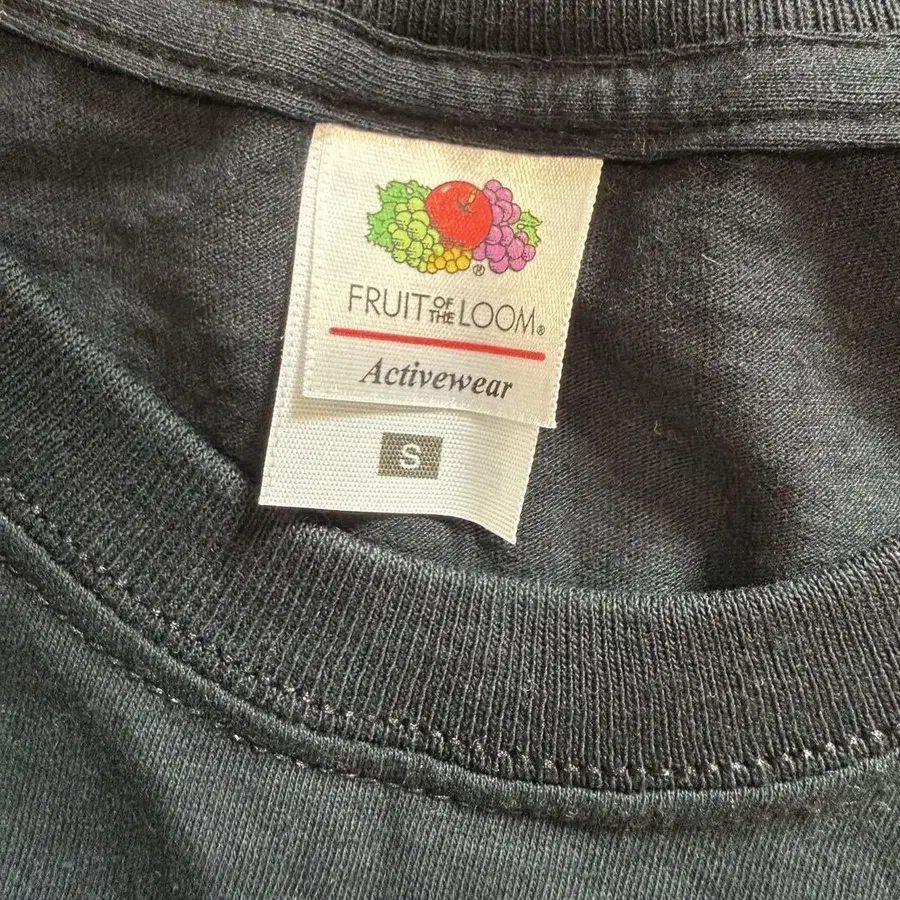 ®
FRUIT OF THE LOOM®
Activewear
S